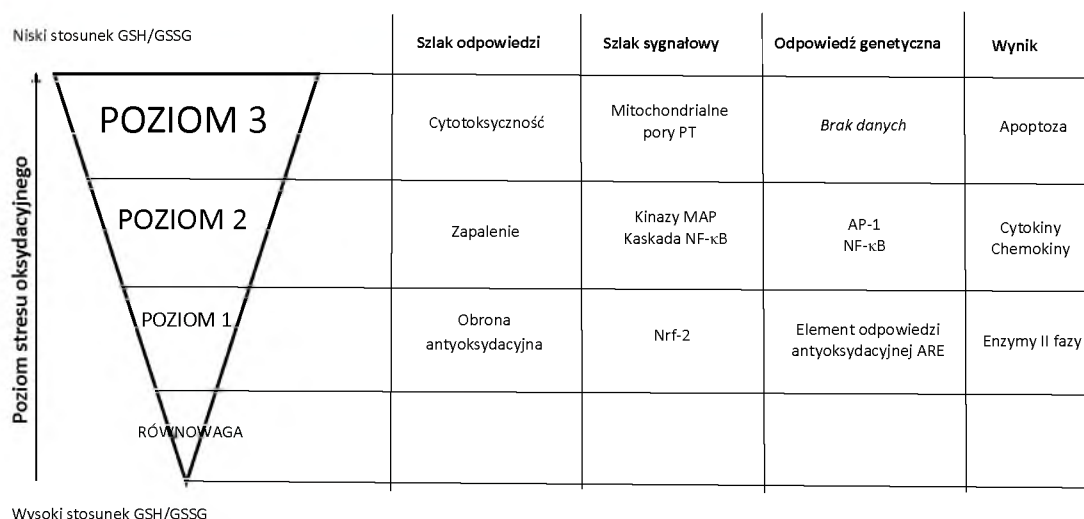 Niski stosunek GSH/GSSG
Szlak odpowiedzi
Szlak sygnałowy
Odpowiedź genetyczna
Wynik
Poziom stresu oksydacyjnego
POZIOM 3
Cytotoksyczność
Mitochondrialne
pory PT
Brak danych
Apoptoza
POZIOM 2
Zapalenie
Kinazy MAP
Kaskada NF-κB
AP-1
NF-κB
Cytokiny
Chemokiny
POZIOM 1
Obrona
antyoksydacyjna
Nrf-2
Element odpowiedzi
antyoksydacyjnej ARE
Enzymy II fazy
RÓWNOWAGA
Wysoki stosunek GSH/GSSG